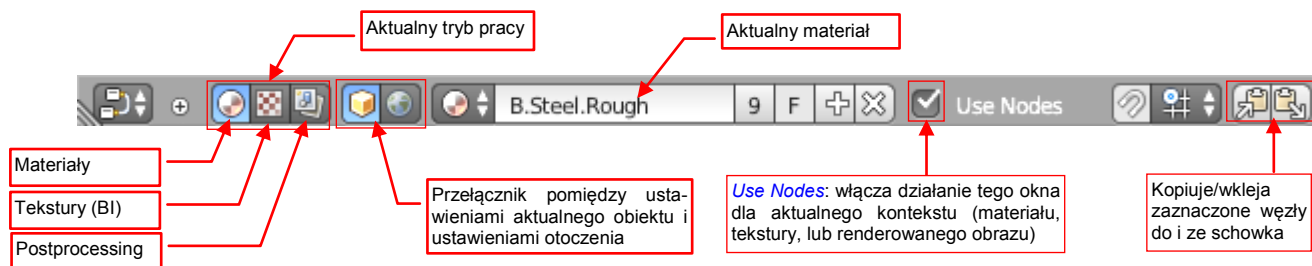 Aktualny tryb pracy
Aktualny materiał
B.Steel.Rough
9
F
Use Nodes
Materiały
Tekstury (BI)
Postprocessing
Przełącznik pomiędzy usta-
wieniami aktualnego obiektu i
ustawieniami otoczenia
Use Nodes: włącza działanie tego okna
dla aktualnego kontekstu (materiału,
tekstury, lub renderowanego obrazu)
Kopiuje/wkleja
zaznaczone węzły
do i ze schowka